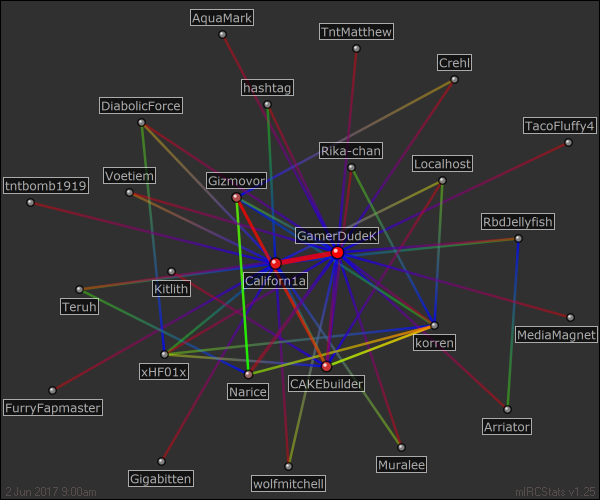 AquaMark
TntMatthew
Crehl
hashtag
DiabolicForce
TacoFluffy4
Rika-chan
Localhost
Voetiem
Gizmovor
tntbomb1919
RbdJellyfish
GamerDudeK
Californ1a
Kitlith
Teruh
MediaMagnet
korren
xHF01x
CAKEbuilder
Narice
FurryFapmaster
Arriator
Muralee
Gigabitten
wolfmitchell
2 Jun 2017 9:00am
mIRCStats v1.25